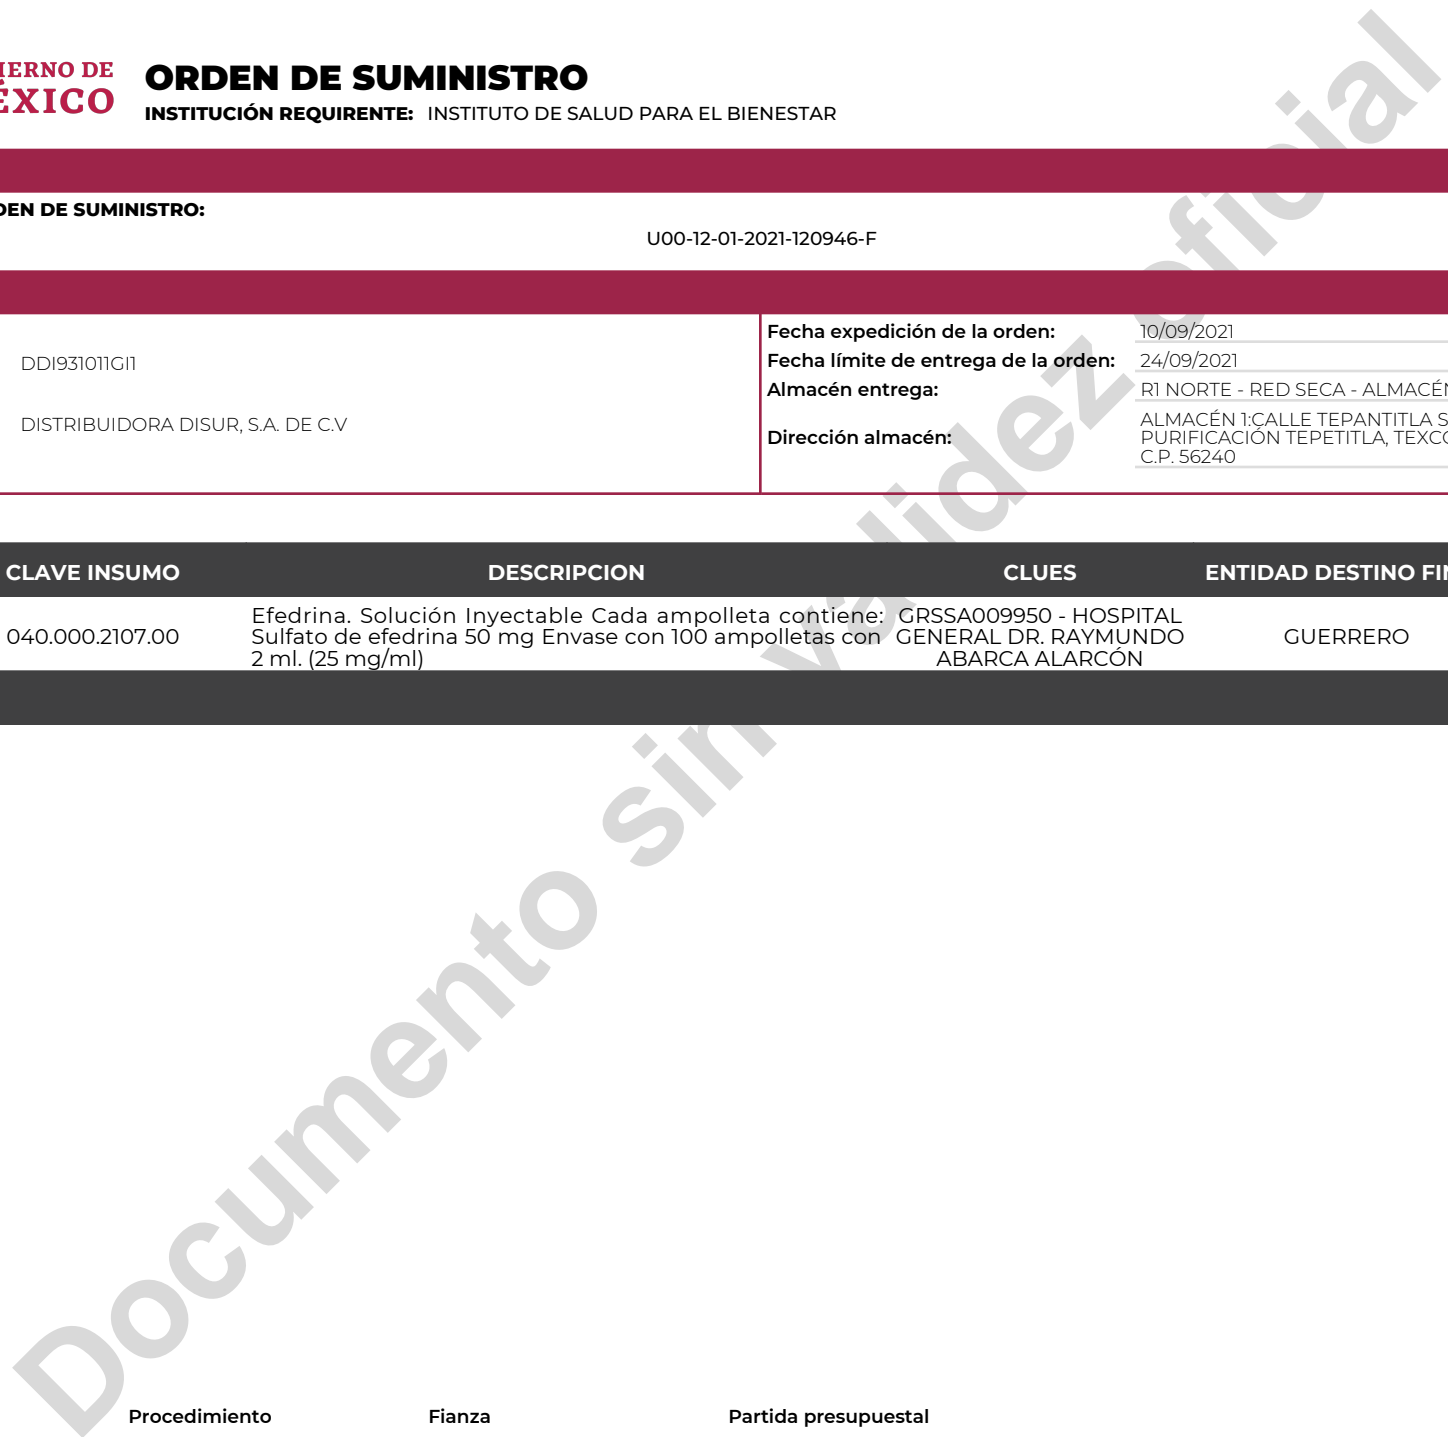 IERNO DE
ÉXICO
ORDEN DE SUMINISTRO
INSTITUCIÓN REQUIRENTE: INSTITUTO DE SALUD PARA EL BIENESTAR
DEN DE SUMINISTRO:
U00-12-01-2021-120946-F
DDI931011GI1
DISTRIBUIDORA DISUR, S.A. DE C.V
Fecha expedición de la orden: 10/09/2021
Fecha límite de entrega de la orden: 24/09/2021
Almacén entrega: R1 NORTE - RED SECA - ALMACÉN
Dirección almacén: ALMACÉN 1:CALLE TEPANTITLA S
PURIFICACIÓN TEPETITLA, TEXCO
C.P. 56240
CLAVE INSUMO DESCRIPCION CLUES ENTIDAD DESTINO FIN
040.000.2107.00
Efedrina. Solución Inyectable Cada ampolleta contiene:
Sulfato de efedrina 50 mg Envase con 100 ampolletas con
2 ml. (25 mg/ml)
GRSSA009950 - HOSPITAL
GENERAL DR. RAYMUNDO
ABARCA ALARCÓN
GUERRERO
Documento sin validez oficial
Procedimiento Fianza Partida presupuestal